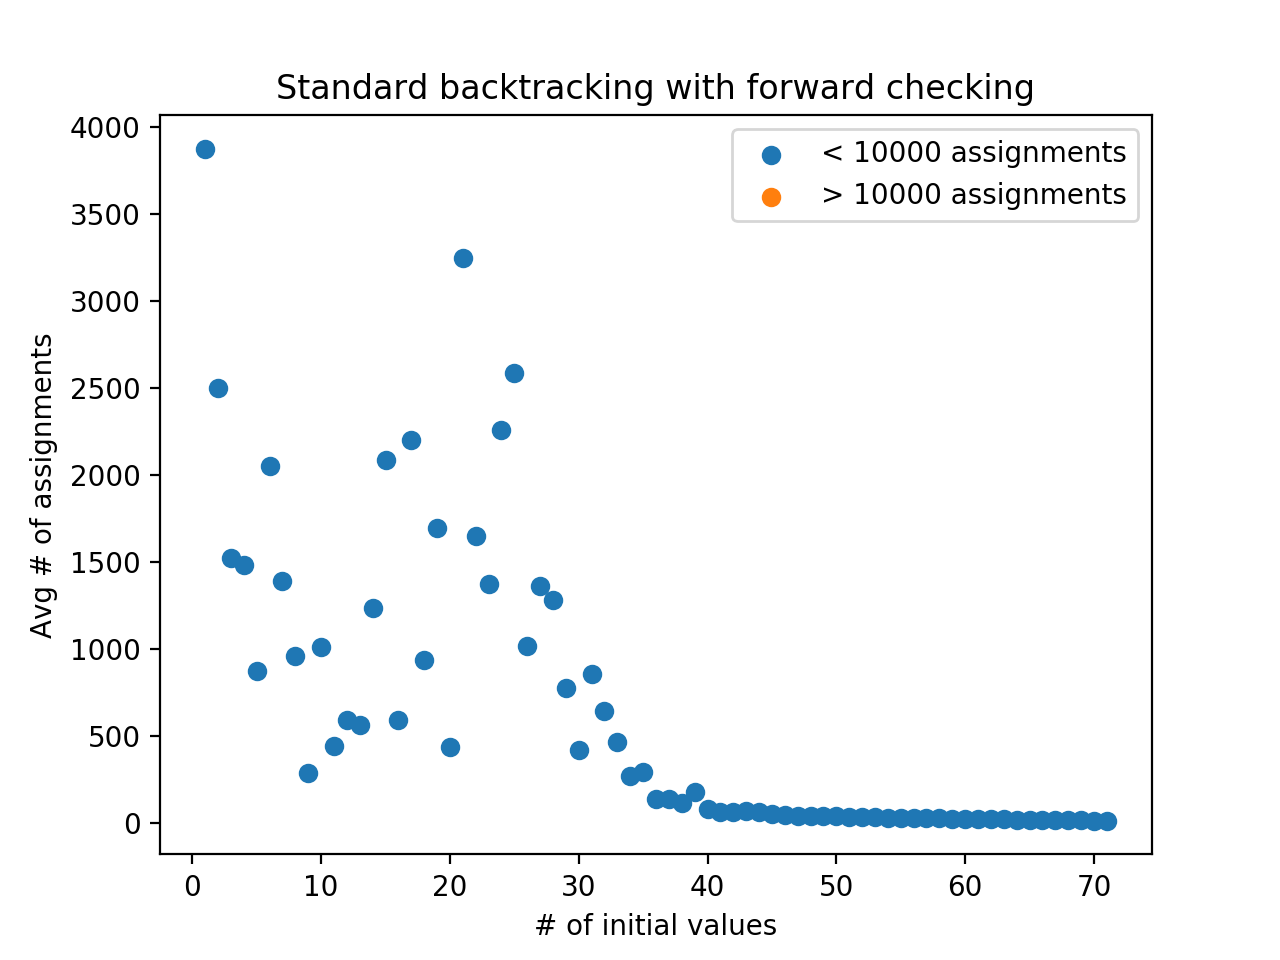 Standard backtracking with forward checking
< 10000 assignments
> 10000 assignments
Avg # of assignments
4000
3500
3000
2500
2000
1500
1000
500
0
0 10 20 30 40 50 60 70
# of initial values